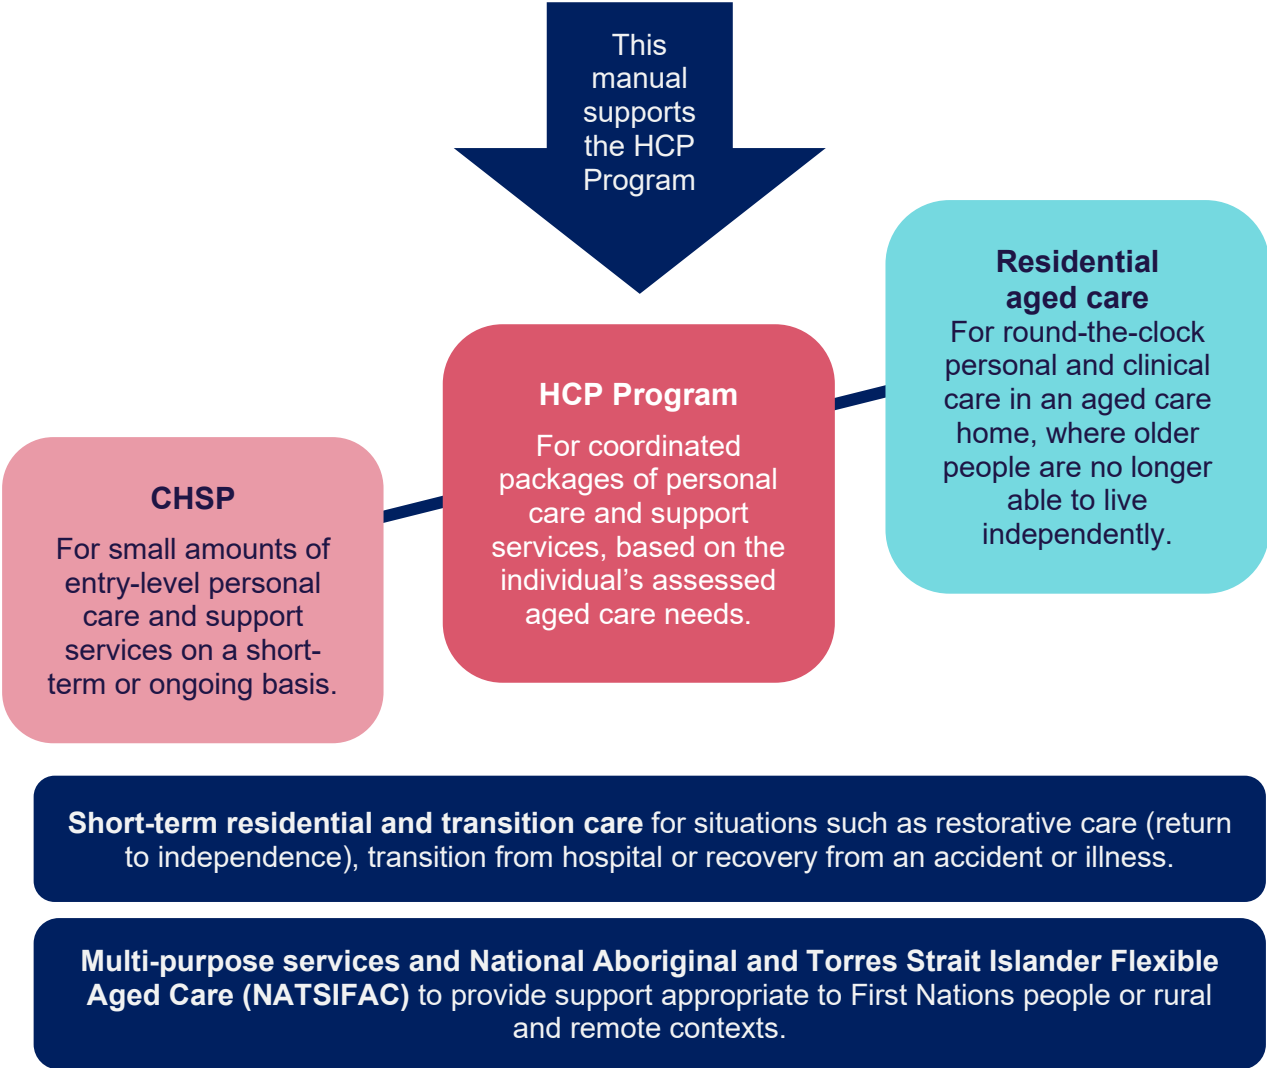 This
manual
supports
the HCP
Program
Residential
aged care
For round-the-clock
personal and clinical
care in an aged care
home, where older
people are no longer
able to live
independently.
HCP Program
For coordinated
packages of personal
care and support
services, based on the
individual’s assessed
aged care needs.
CHSP
For small amounts of
entry-level personal
care and support
services on a short-
term or ongoing basis.
Short-term residential and transition care for situations such as restorative care (return
to independence), transition from hospital or recovery from an accident or illness.
Multi-purpose services and National Aboriginal and Torres Strait Islander Flexible
Aged Care (NATSIFAC) to provide support appropriate to First Nations people or rural
and remote contexts.